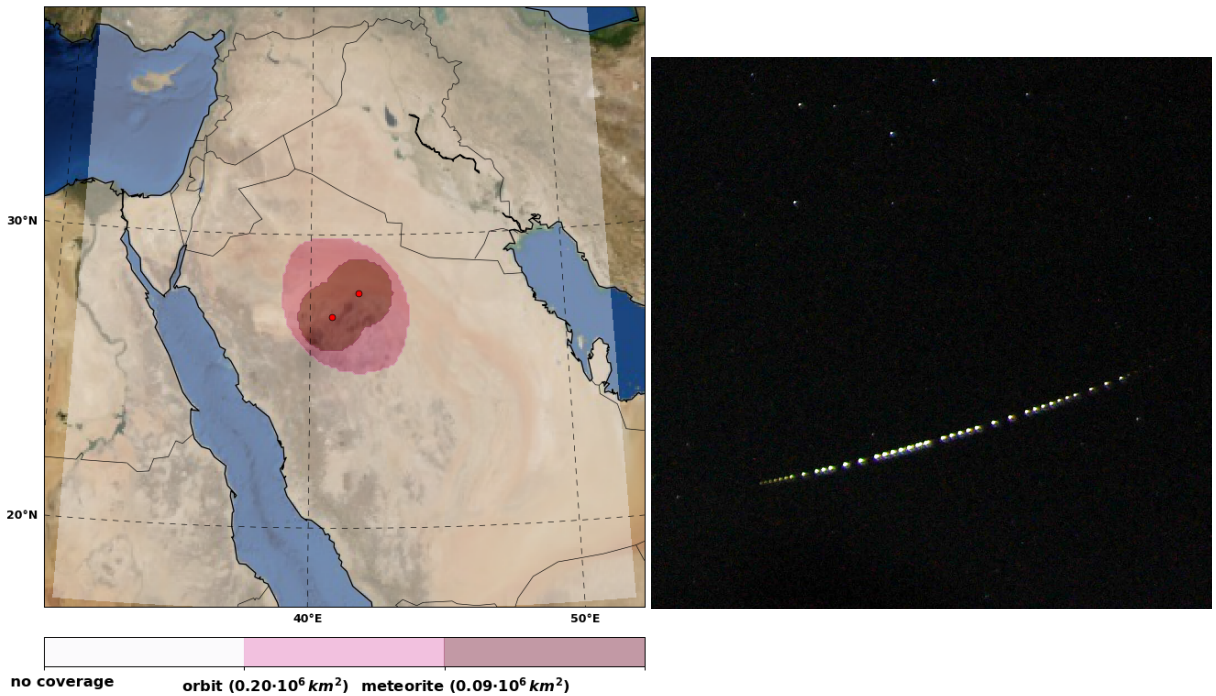 30°N
20°N
40°E
50°E
no coverage
orbit (0.20·10⁶ km²)
meteorite (0.09·10⁶ km²)